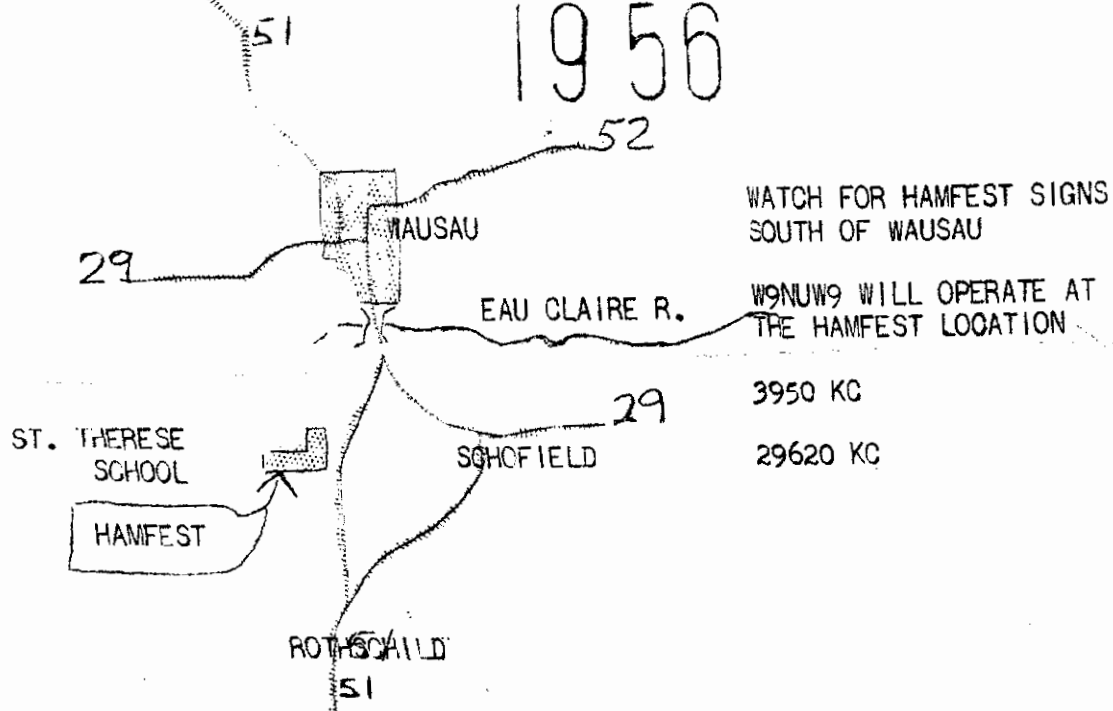 51
1956
52
WAUSAU
WATCH FOR HAMFEST SIGNS
SOUTH OF WAUSAU
29
EAU CLAIRE R.
W9NUW9 WILL OPERATE AT
THE HAMFEST LOCATION
3950 KC
29
ST. THERESE
SCHOOL
SCHOFIELD
29620 KC
HAMFEST
ROTHSCHILD
51